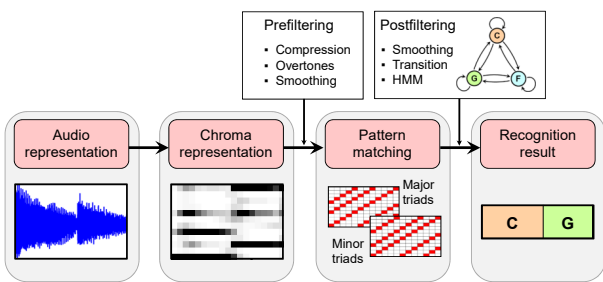 Prefiltering
▪ Compression
▪ Overtones
▪ Smoothing
Postfiltering
▪ Smoothing
▪ Transition
▪ HMM
C
G
F
Audio
representation
Chroma
representation
Pattern
matching
Recognition
result
Major
triads
Minor
triads
C
G